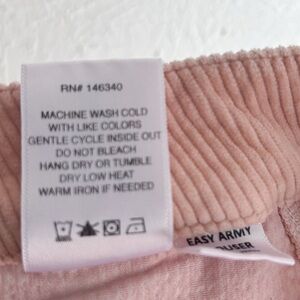 RN# 146340
MACHINE WASH COLD
WITH LIKE COLORS
GENTLE CYCLE INSIDE OUT
DO NOT BLEACH
HANG DRY OR TUMBLE
DRY LOW HEAT
WARM IRON IF NEEDED
EASY ARMY